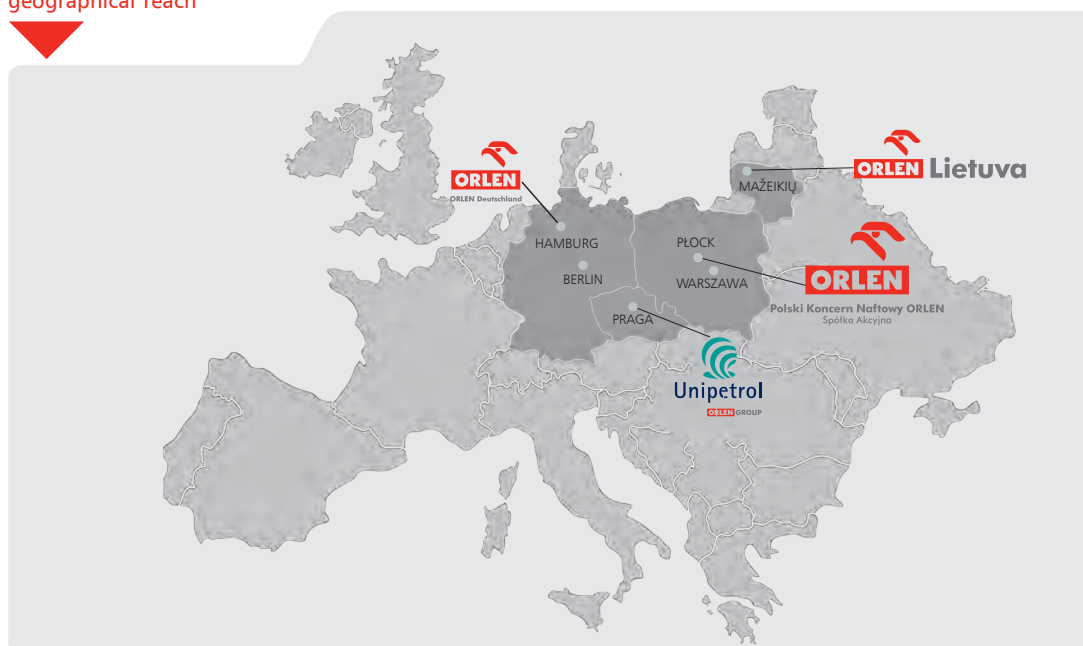 geographical reach
ORLEN
ORLEN Deutschland
HAMBURG
BERLIN
PRAGA
MAŽEIKIŲ
ORLEN Lietuva
PŁOCK
WARSZAWA
ORLEN
Polski Koncern Naftowy ORLEN
Spółka Akcyjna
Unipetrol
ORLEN GROUP